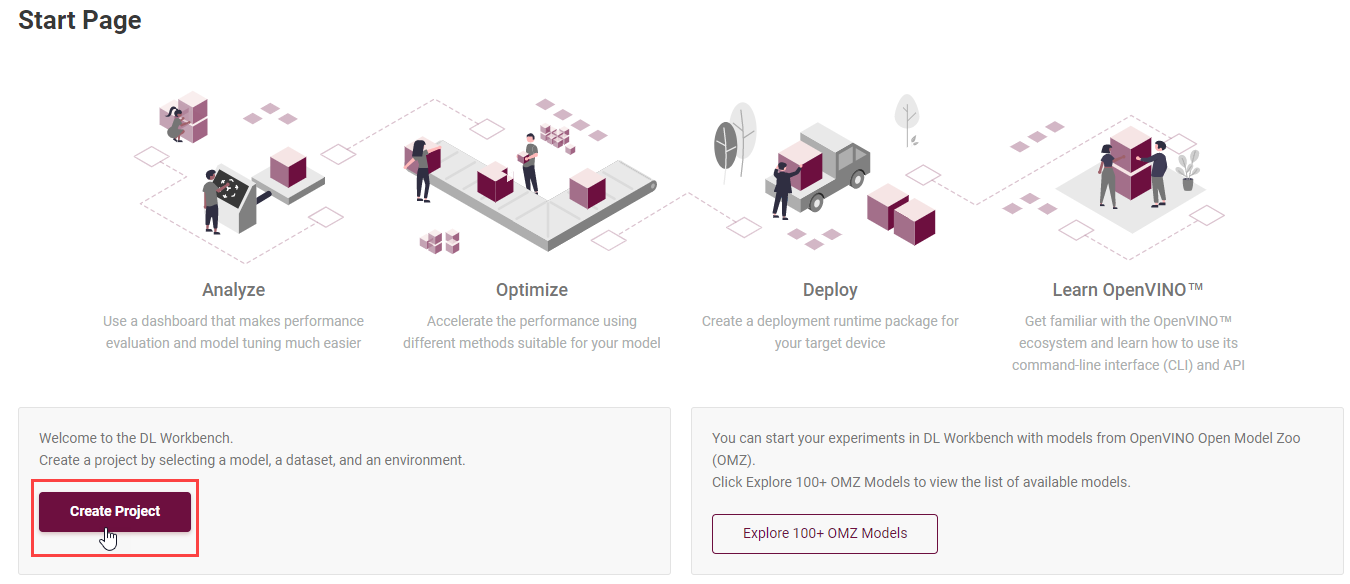 Start Page
Analyze
Use a dashboard that makes performance
evaluation and model tuning much easier
Optimize
Accelerate the performance using
different methods suitable for your model
Deploy
Create a deployment runtime package for
your target device
Learn OpenVINO™
Get familiar with the OpenVINO™
ecosystem and learn how to use its
command-line interface (CLI) and API
Welcome to the DL Workbench.
Create a project by selecting a model, a dataset, and an environment.
Create Project
You can start your experiments in DL Workbench with models from OpenVINO Open Model Zoo
(OMZ).
Click Explore 100+ OMZ Models to view the list of available models.
Explore 100+ OMZ Models